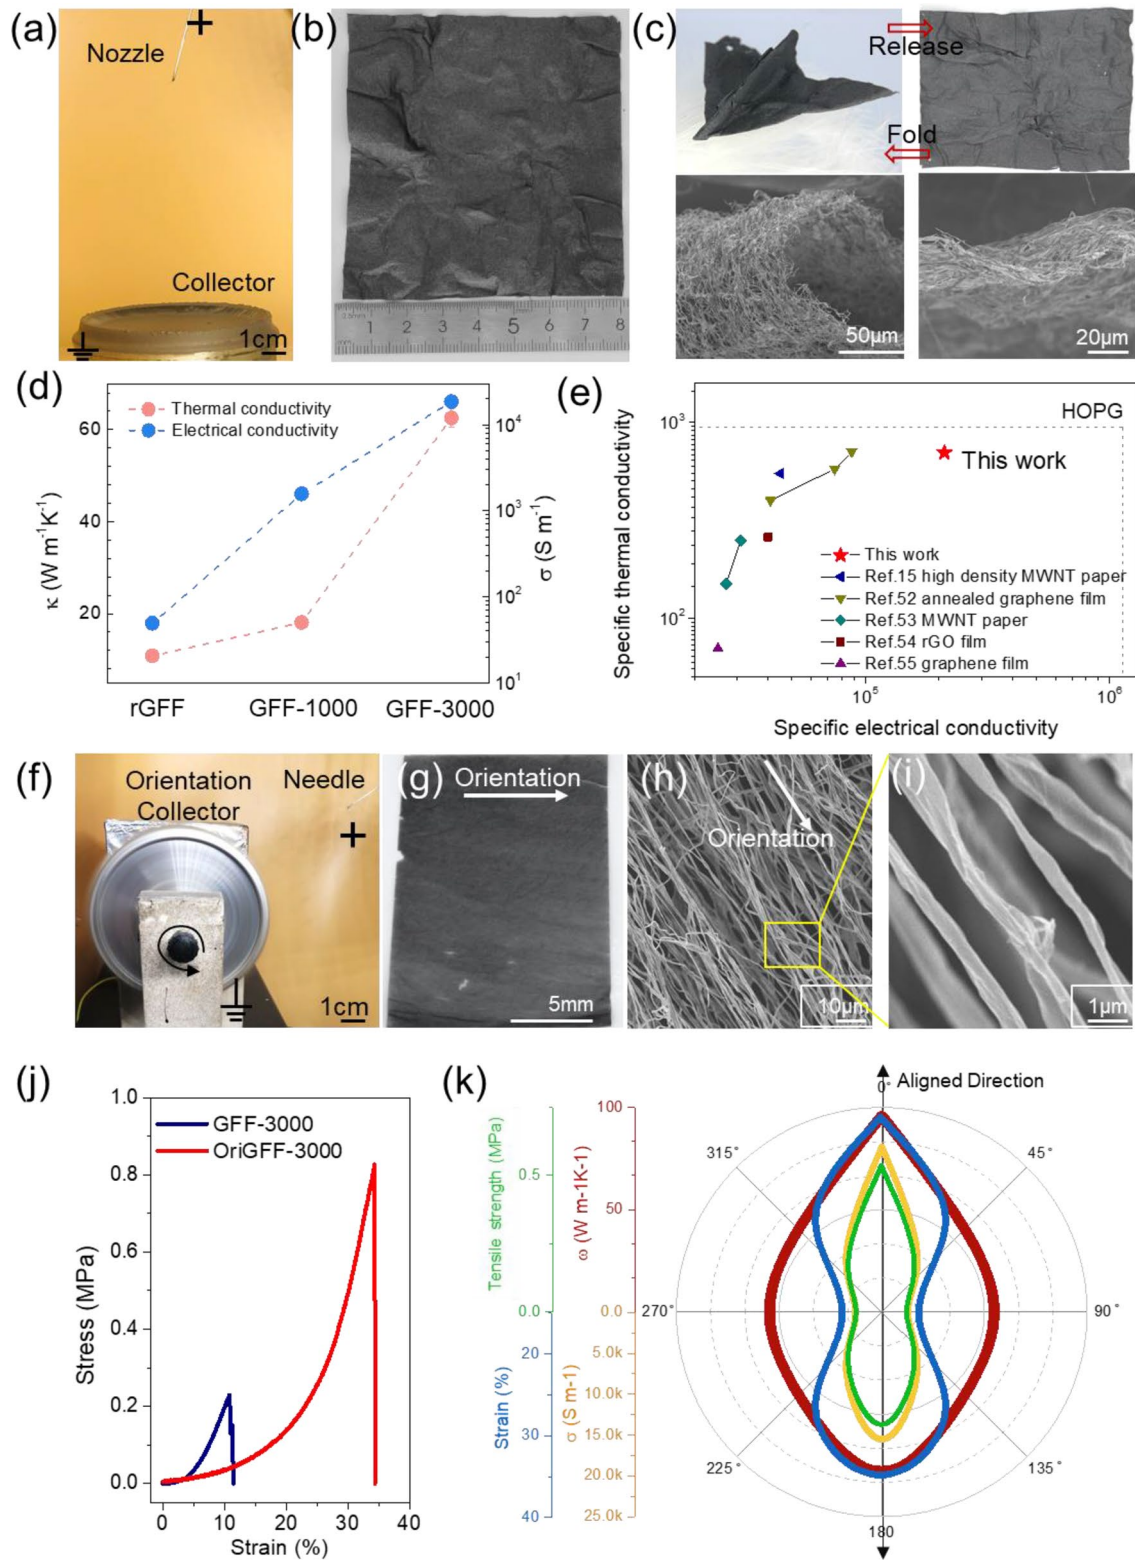 (a)
Nozzle
+
Collector
1cm
(b)
1 2 3 4 5 6 7 8
(c)
Release
Fold
50μm
20μm
(d)
Thermal conductivity
Electrical conductivity
60
40
20
κ (W m⁻¹K⁻¹)
10⁴
10³
10²
10¹
σ (S m⁻¹)
rGFF GFF-1000 GFF-3000
(e)
Specific thermal conductivity
10³
10²
HOPG
This work
This work
Ref.15 high density MWNT paper
Ref.52 annealed graphene film
Ref.53 MWNT paper
Ref.54 rGO film
Ref.55 graphene film
10⁵ 10⁶
Specific electrical conductivity
(f)
Orientation
Collector
Needle
+
1cm
(g)
Orientation
5mm
(h)
Orientation
10μm
(i)
1μm
(j)
Stress (MPa)
1.0
0.8
0.6
0.4
0.2
0.0
GFF-3000
OriGFF-3000
0 10 20 30 40
Strain (%)
(k)
Tensile strength (MPa)
0.5
0.0
Strain (%)
20
30
40
ω (W m-1K-1)
100
50
0.0
σ (S m-1)
5.0k
10.0k
15.0k
20.0k
25.0k
Aligned Direction
0°
45°
90°
135°
180
225°
270°
315°